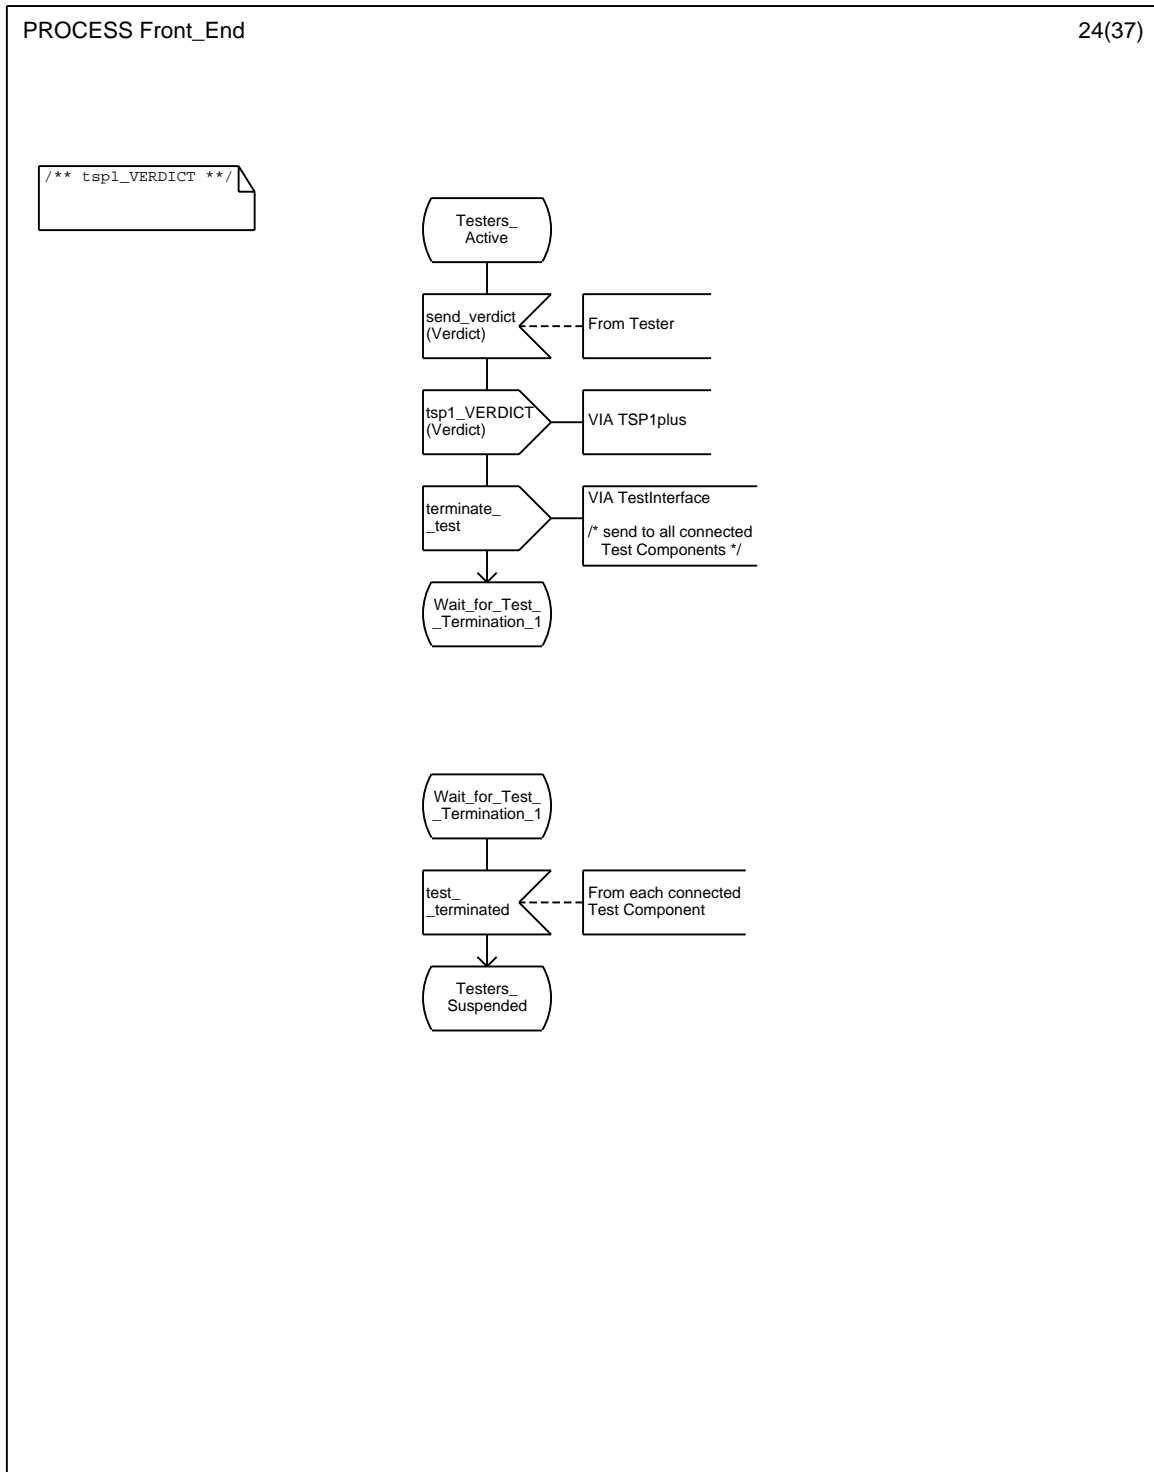 PROCESS Front_End
24(37)
/** tsp1_VERDICT **/
Testers_
Active
send_verdict
(Verdict)
From Tester
tsp1_VERDICT
(Verdict)
VIA TSP1plus
terminate_
_test
VIA TestInterface
/* send to all connected
Test Components */
Wait_for_Test_
_Termination_1
Wait_for_Test_
_Termination_1
test_
_terminated
From each connected
Test Component
Testers_
Suspended